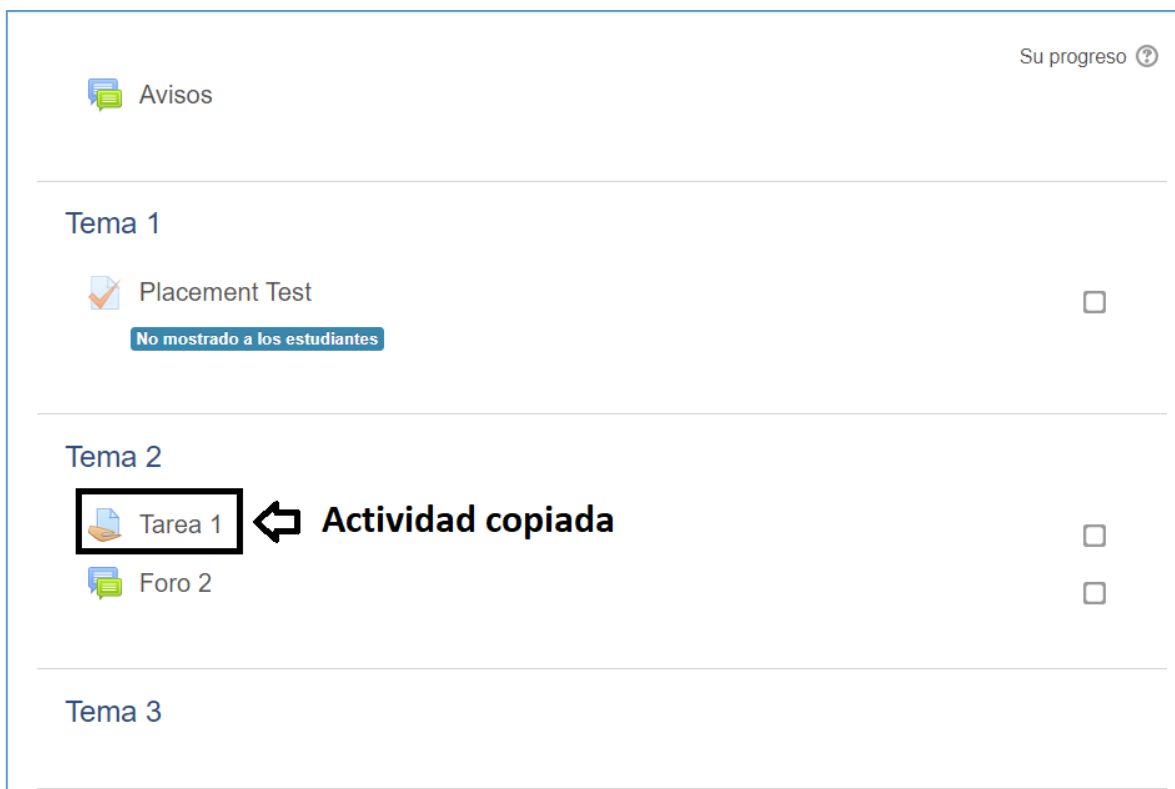 Su progreso
Avisos
Tema 1
Placement Test
No mostrado a los estudiantes
Tema 2
Tarea 1
Actividad copiada
Foro 2
Tema 3